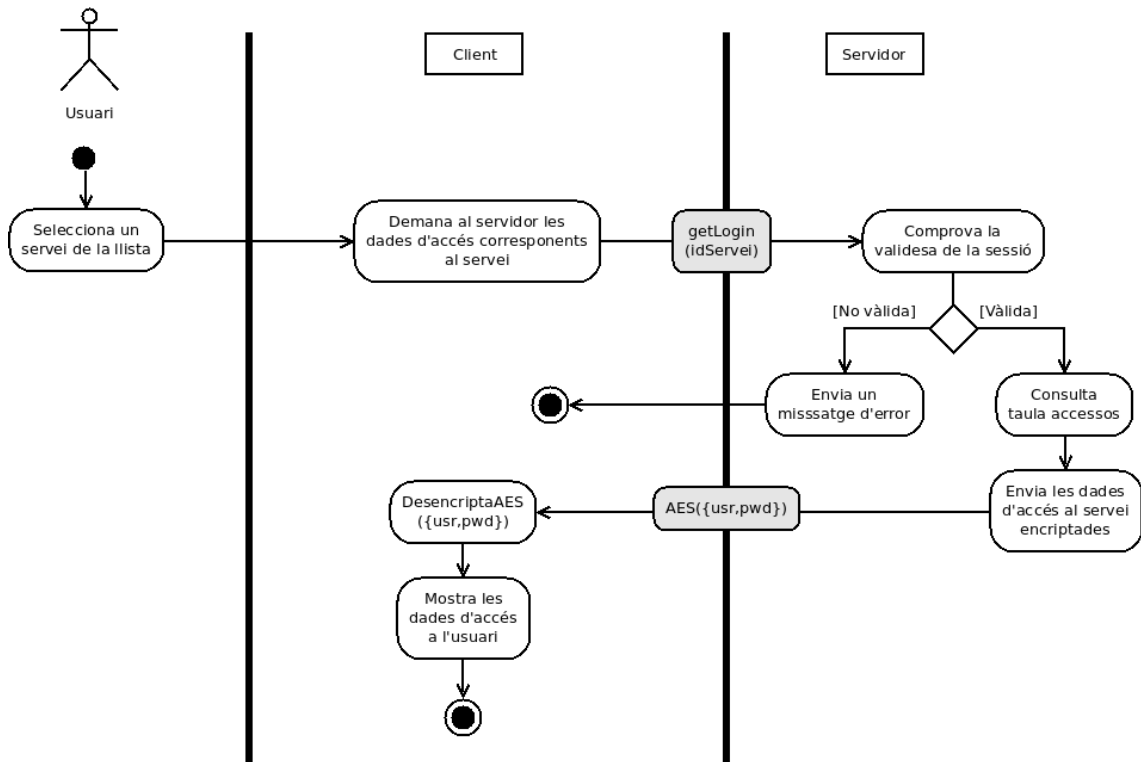 Client
Servidor
Usuari
Selecciona un
servei de la llista
Demana al servidor les
dades d'accés corresponents
al servei
getLogin
(idServei)
Comprova la
validesa de la sessió
[No vàlida]
[Vàlida]
Envia un
misssatge d'error
Consulta
taula accessos
DesencriptaAES
({usr,pwd})
AES({usr,pwd})
Envia les dades
d'accés al servei
encriptades
Mostra les
dades d'accés
a l'usuari